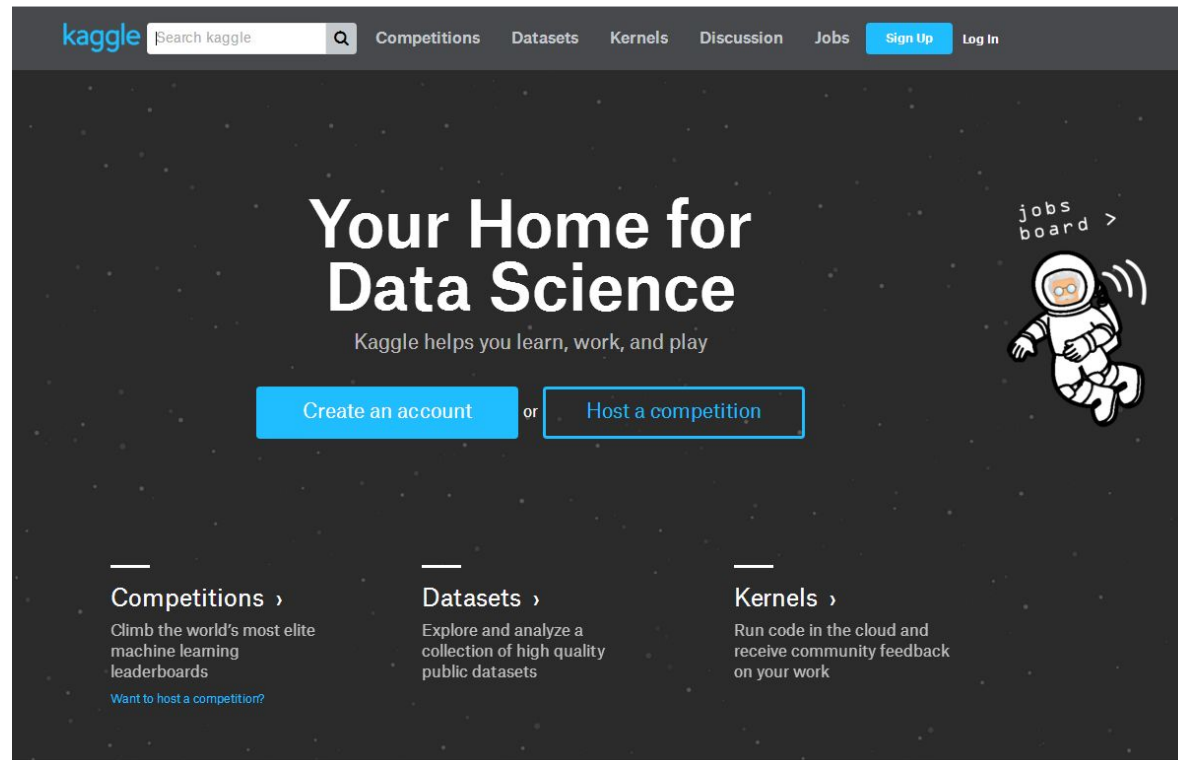 kaggle Search kaggle Competitions Datasets Kernels Discussion Jobs Sign Up Log In
jobs
board >
Your Home for
Data Science
Kaggle helps you learn, work, and play
Create an account or Host a competition
Competitions ›
Climb the world's most elite
machine learning
leaderboards
Want to host a competition?
Datasets ›
Explore and analyze a
collection of high quality
public datasets
Kernels ›
Run code in the cloud and
receive community feedback
on your work